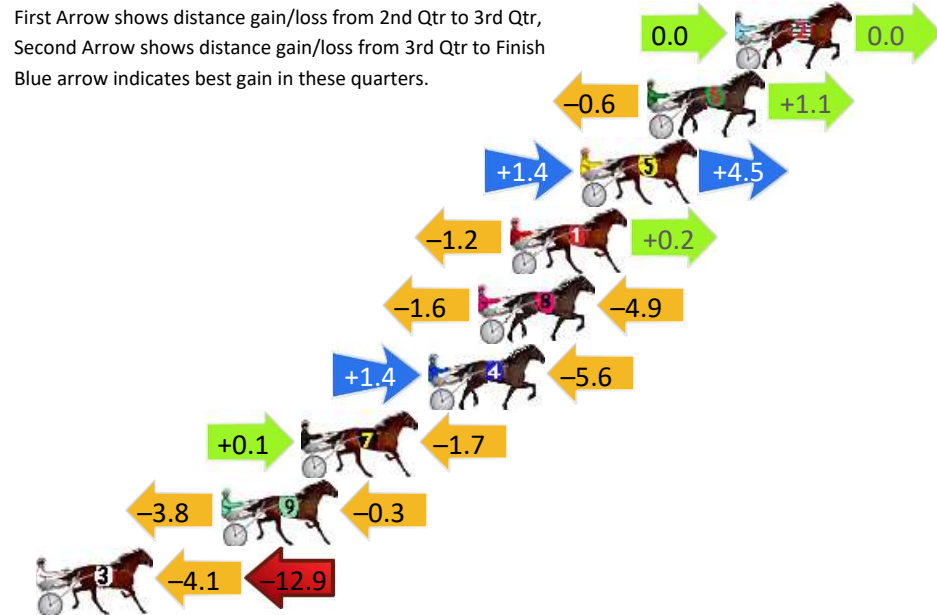 First Arrow shows distance gain/loss from 2nd Qtr to 3rd Qtr,
Second Arrow shows distance gain/loss from 3rd Qtr to Finish
Blue arrow indicates best gain in these quarters.
0.0 2 0.0
–0.6 6 +1.1
+1.4 5 +4.5
–1.2 1 +0.2
–1.6 8 –4.9
+1.4 4 –5.6
+0.1 7 –1.7
–3.8 9 –0.3
3 –4.1 –12.9